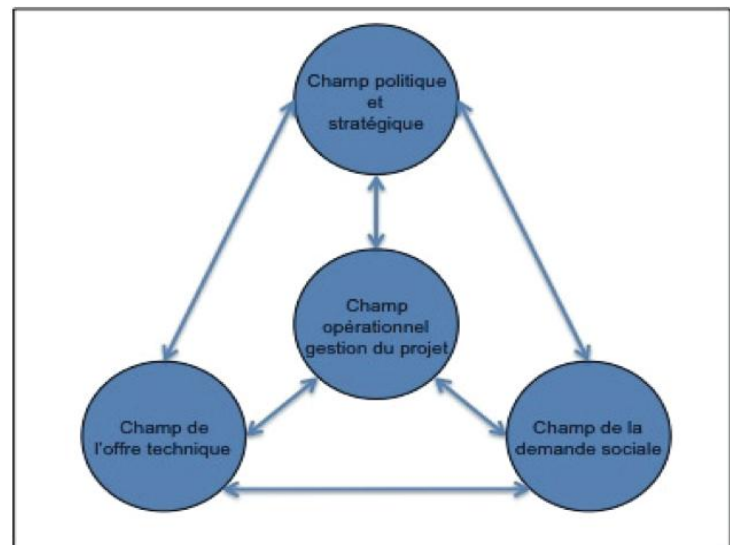 Champ politique
et
stratégique
Champ
opérationnel
gestion du projet
Champ de
l'offre technique
Champ de la
demande sociale